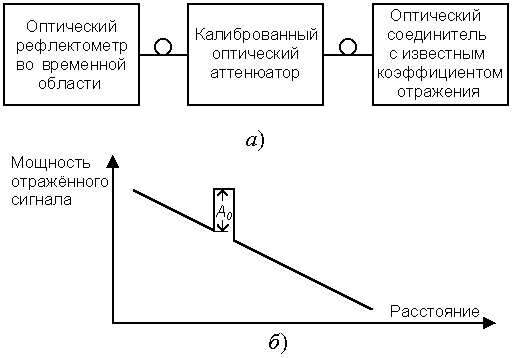 Оптический
рефлектометр
во временной
области
Калиброванный
оптический
аттенюатор
Оптический
соединитель
с известным
коэффициентом
отражения
а)
Мощность
отражённого
сигнала
A0
Расстояние
б)